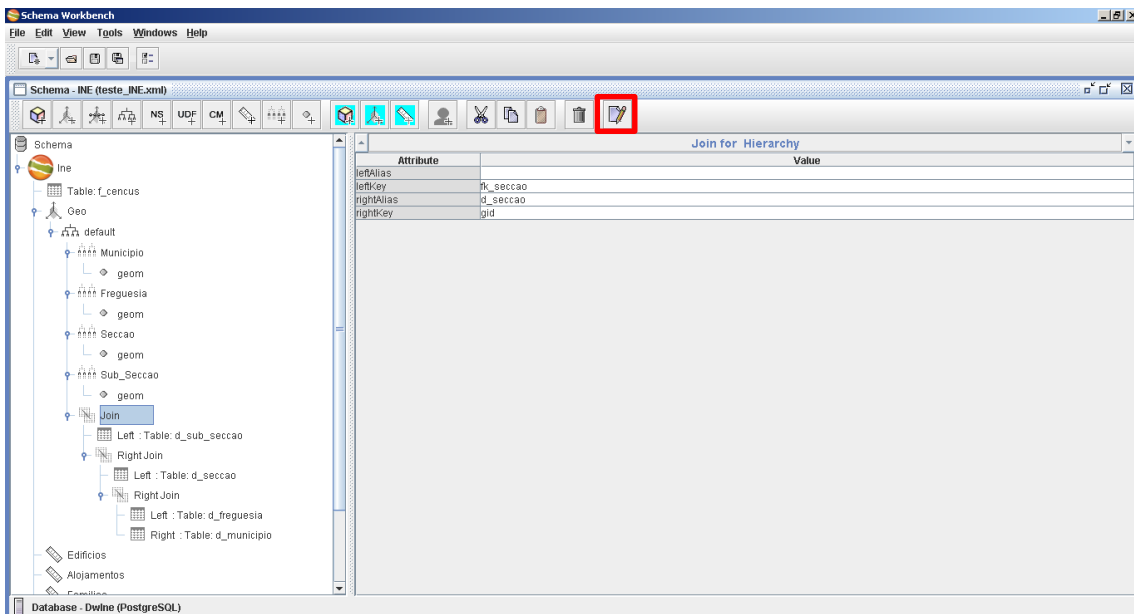 Schema Workbench
File Edit View Tools Windows Help
Schema - INE (teste_INE.xml)
NS UDF CM
Schema
Ine
Table: f_cencus
Geo
default
Municipio
geom
Freguesia
geom
Seccao
geom
Sub_Seccao
geom
Join
Left : Table: d_sub_seccao
Right Join
Left : Table: d_seccao
Right Join
Left : Table: d_freguesia
Right : Table: d_municipio
Edificios
Alojamentos
Join for Hierarchy
Attribute Value
leftAlias
leftKey fk_seccao
rightAlias d_seccao
rightKey gid
Database - DwIne (PostgreSQL)